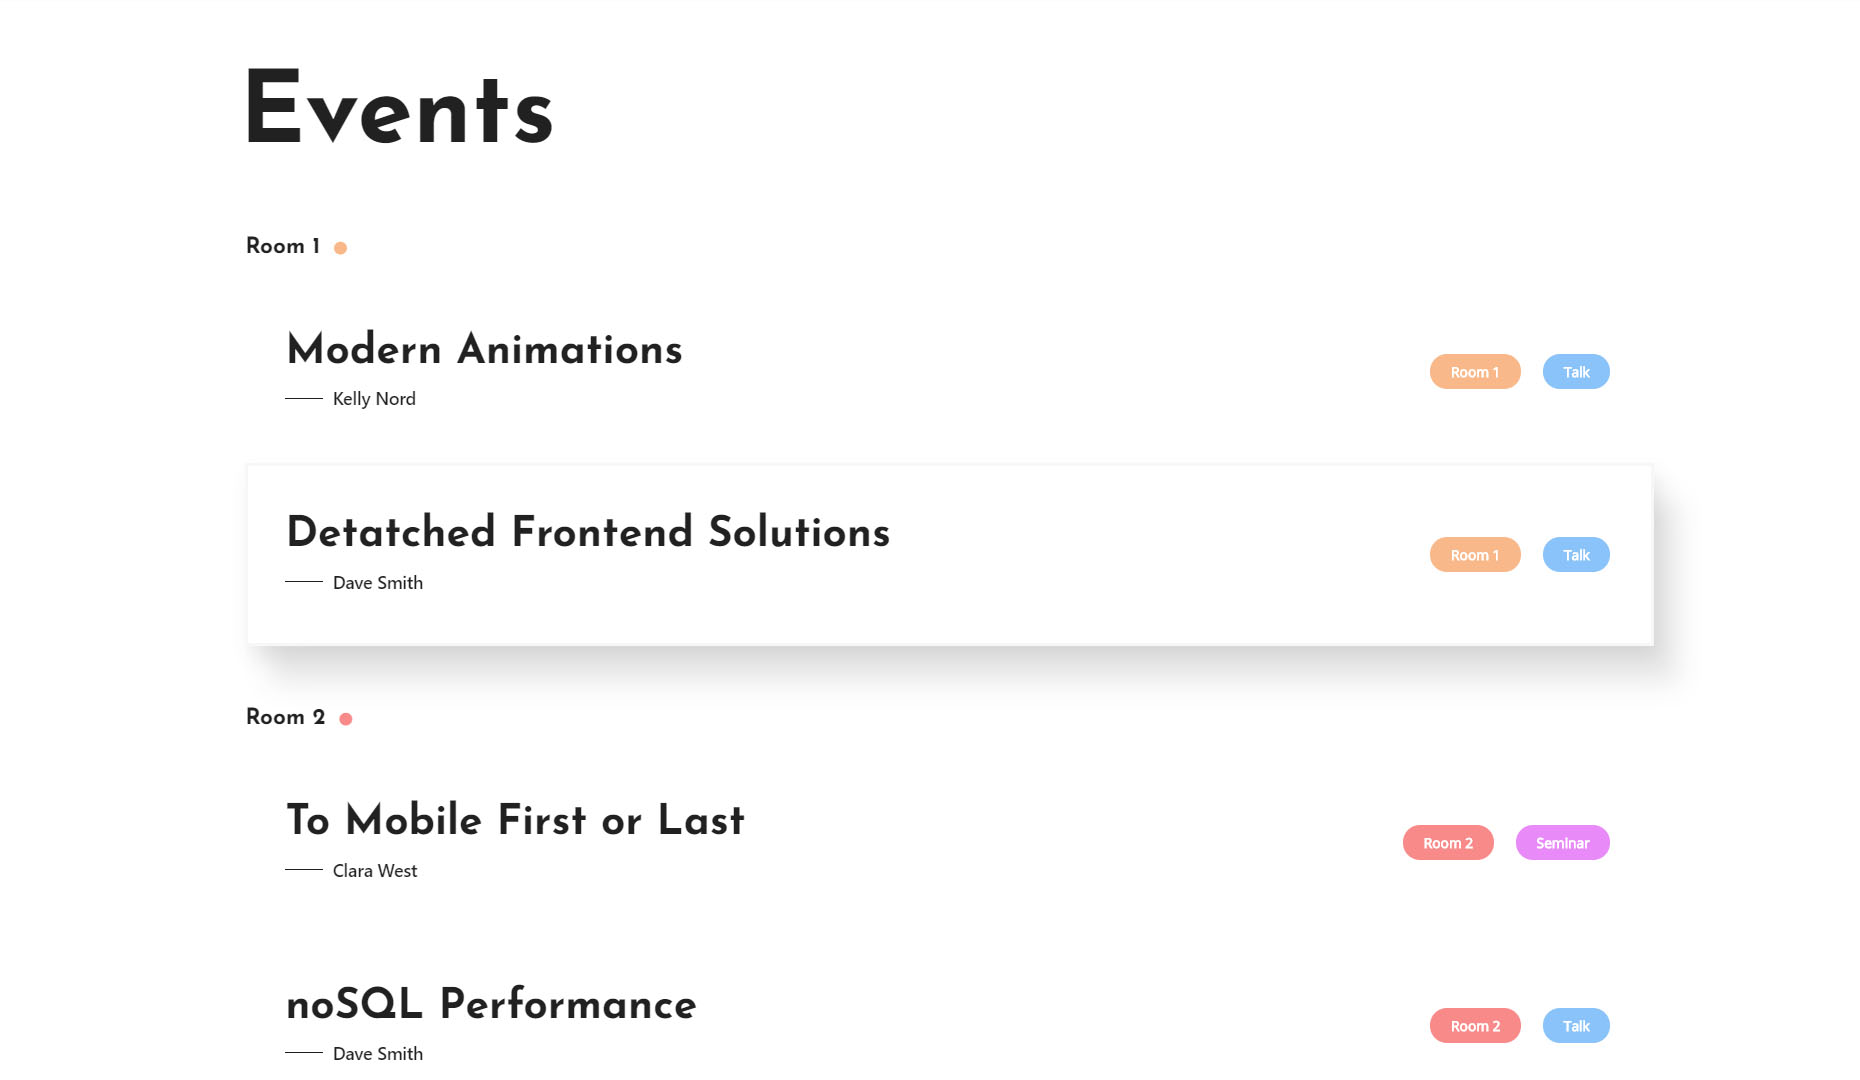 Events
Room 1
Modern Animations
Kelly Nord
Room 1
Talk
Detatched Frontend Solutions
Dave Smith
Room 1
Talk
Room 2
To Mobile First or Last
Clara West
Room 2
Seminar
noSQL Performance
Dave Smith
Room 2
Talk